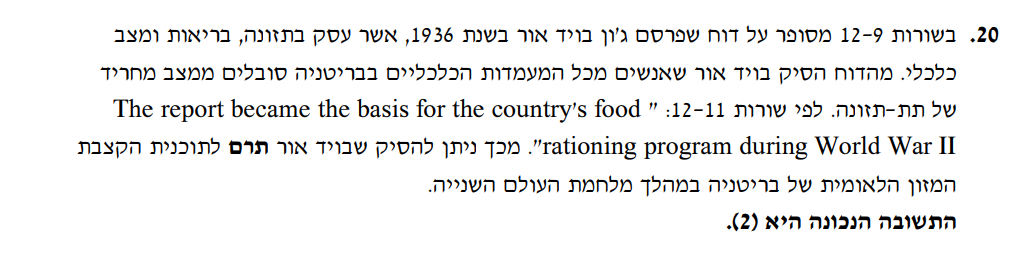 20. בשורות 9–12 מסופר על דוח שפרסם ג'ון בויד אור בשנת 1936, אשר עסק בתזונה, בריאות ומצב
כלכלי. מהדוח הסיק בויד אור שאנשים מכל המעמדות הכלכליים בבריטניה סובלים ממצב מחריד
של תת-תזונה. לפי שורות 11–12: "The report became the basis for the country's food
rationing program during World War II". מכך ניתן להסיק שבויד אור תרם לתוכנית הקצבת
המזון הלאומית של בריטניה במהלך מלחמת העולם השנייה.
התשובה הנכונה היא (2).